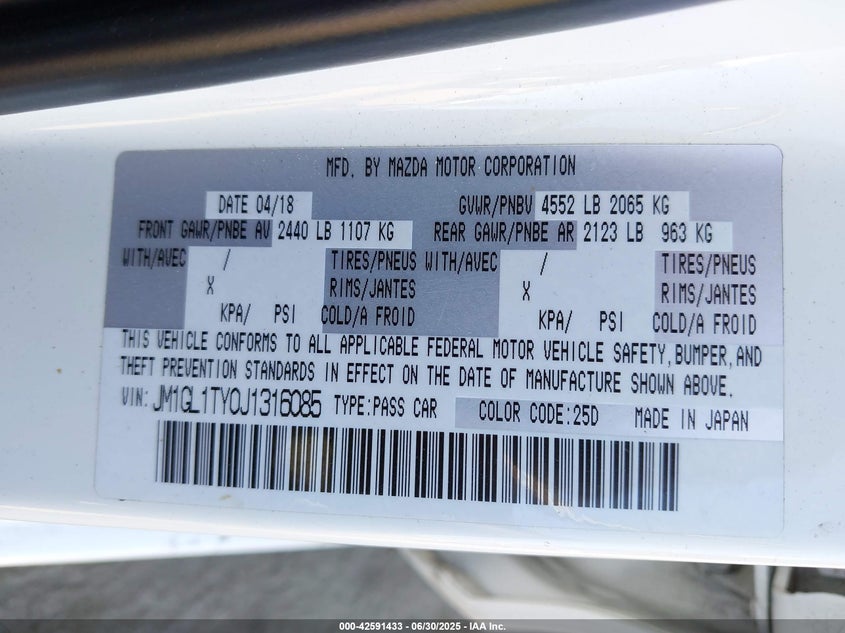 MFD. BY MAZDA MOTOR CORPORATION
DATE 04/18 GVWR/PNBV 4552 LB 2065 KG
FRONT GAWR/PNBE AV 2440 LB 1107 KG REAR GAWR/PNBE AR 2123 LB 963 KG
WITH/AVEC / TIRES/PNEUS WITH/AVEC / TIRES/PNEUS
X RIMS/JANTES X RIMS/JANTES
KPA/ PSI COLD/A FROID KPA/ PSI COLD/A FROID
THIS VEHICLE CONFORMS TO ALL APPLICABLE FEDERAL MOTOR VEHICLE SAFETY, BUMPER, AND
THEFT PREVENTION STANDARDS IN EFFECT ON THE DATE OF MANUFACTURE SHOWN ABOVE.
VIN: JM1GL1TY0J1316085 TYPE: PASS CAR COLOR CODE: 25D MADE IN JAPAN
000-42591433 - 06/30/2025 - IAA Inc.